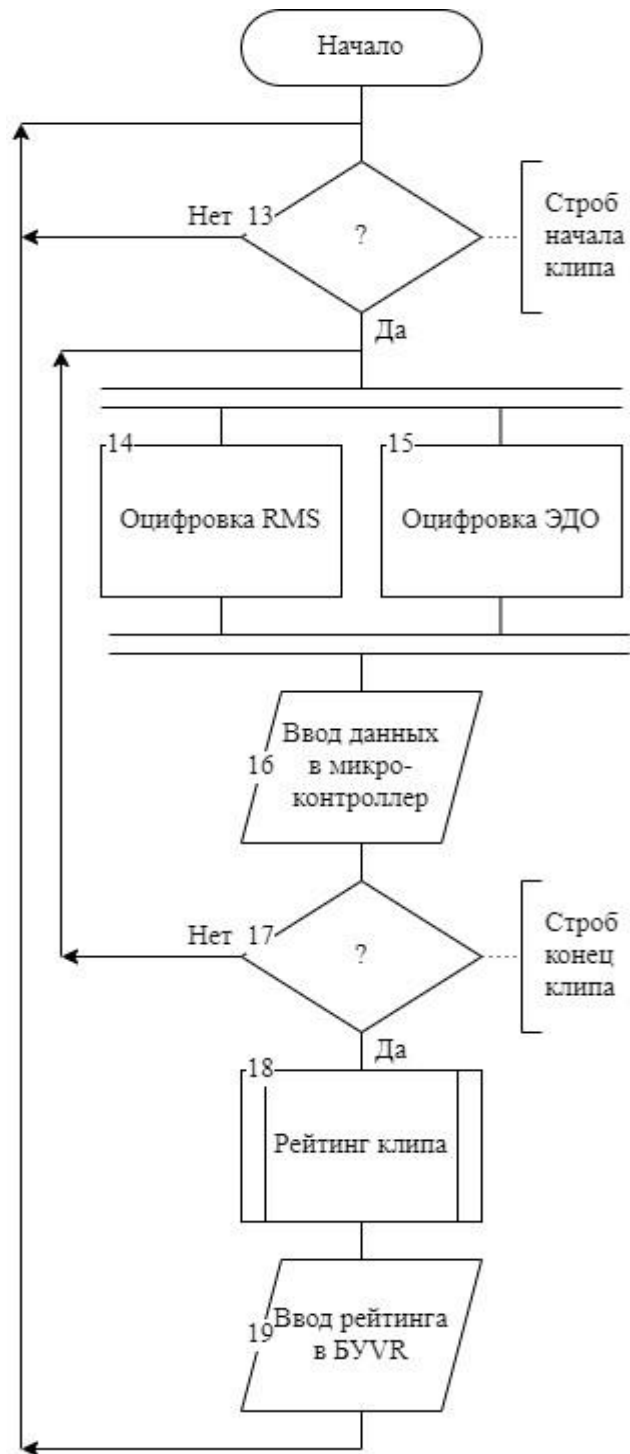 Начало
Нет 13
?
Строб
начала
клипа
Да
14
Оцифровка RMS
15
Оцифровка ЭДО
16
Ввод данных
в микро-
контроллер
Нет 17
?
Строб
конец
клипа
Да
18
Рейтинг клипа
19
Ввод рейтинга
в БУVR